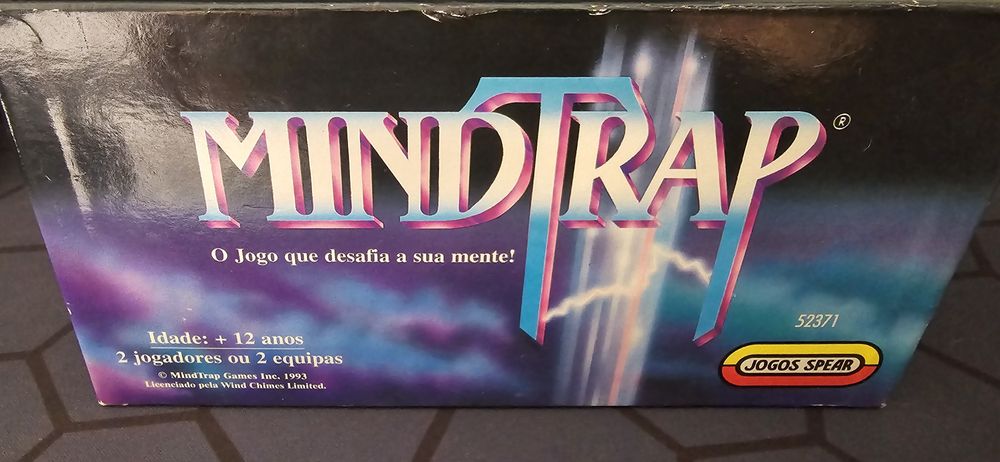 MINDTRAP®
O Jogo que desafia a sua mente!
Idade: + 12 anos
2 jogadores ou 2 equipas
© MindTrap Games Inc. 1993
Licenciado pela Wind Chimes Limited.
52371
JOGOS SPEAR